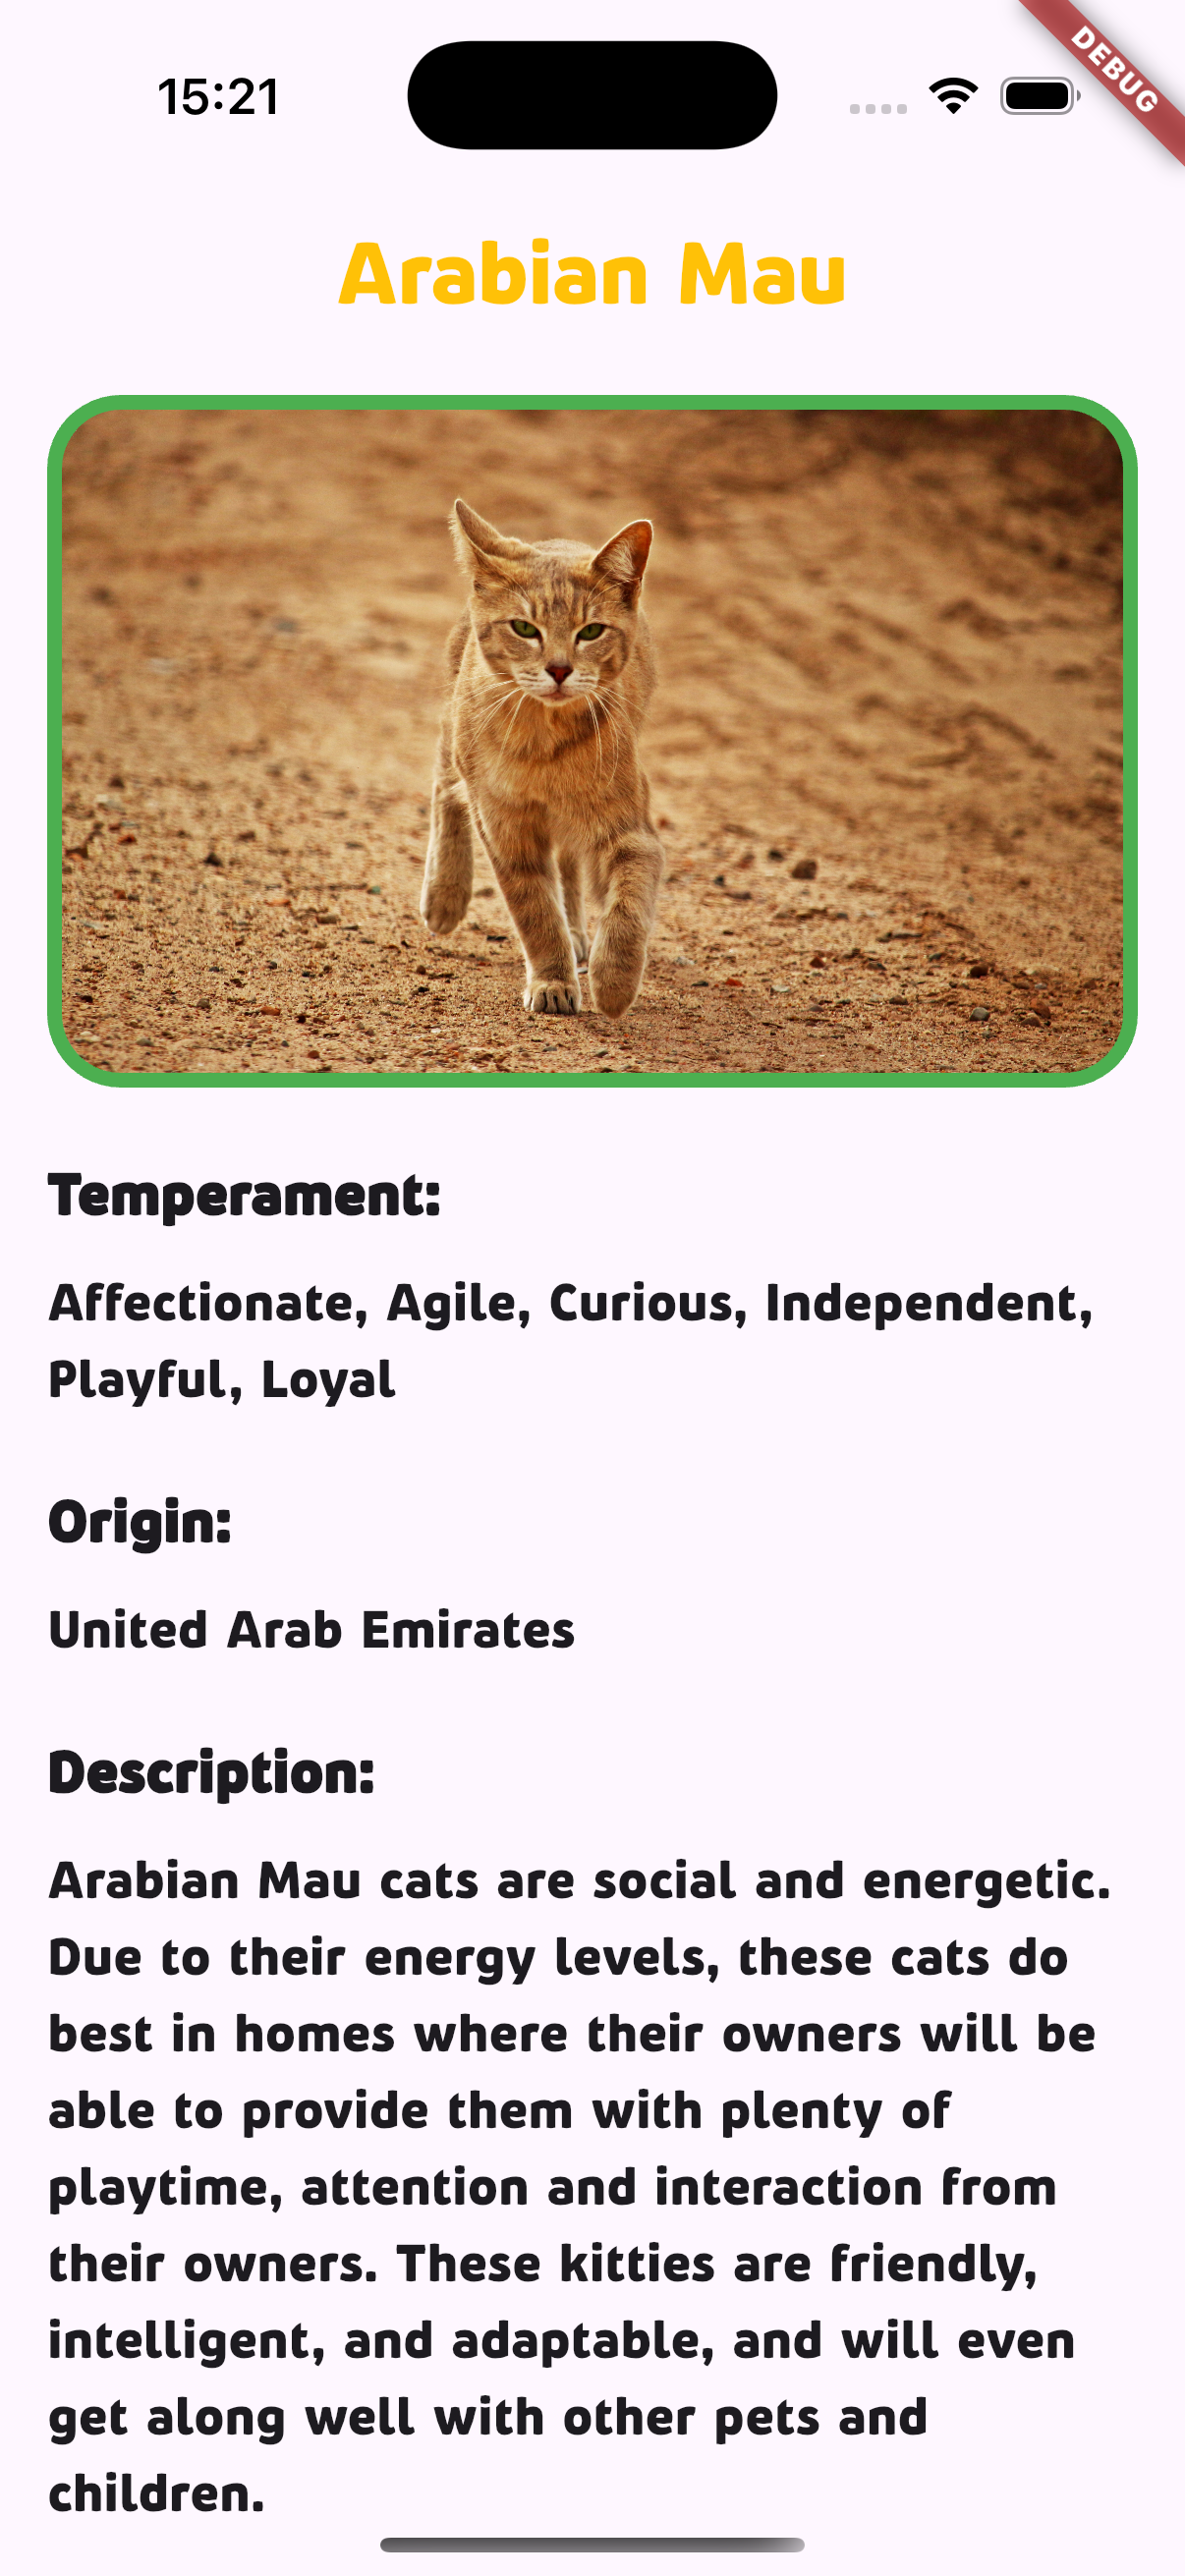 15:21
DEBUG
Arabian Mau
Temperament:
Affectionate, Agile, Curious, Independent,
Playful, Loyal
Origin:
United Arab Emirates
Description:
Arabian Mau cats are social and energetic.
Due to their energy levels, these cats do
best in homes where their owners will be
able to provide them with plenty of
playtime, attention and interaction from
their owners. These kitties are friendly,
intelligent, and adaptable, and will even
get along well with other pets and
children.